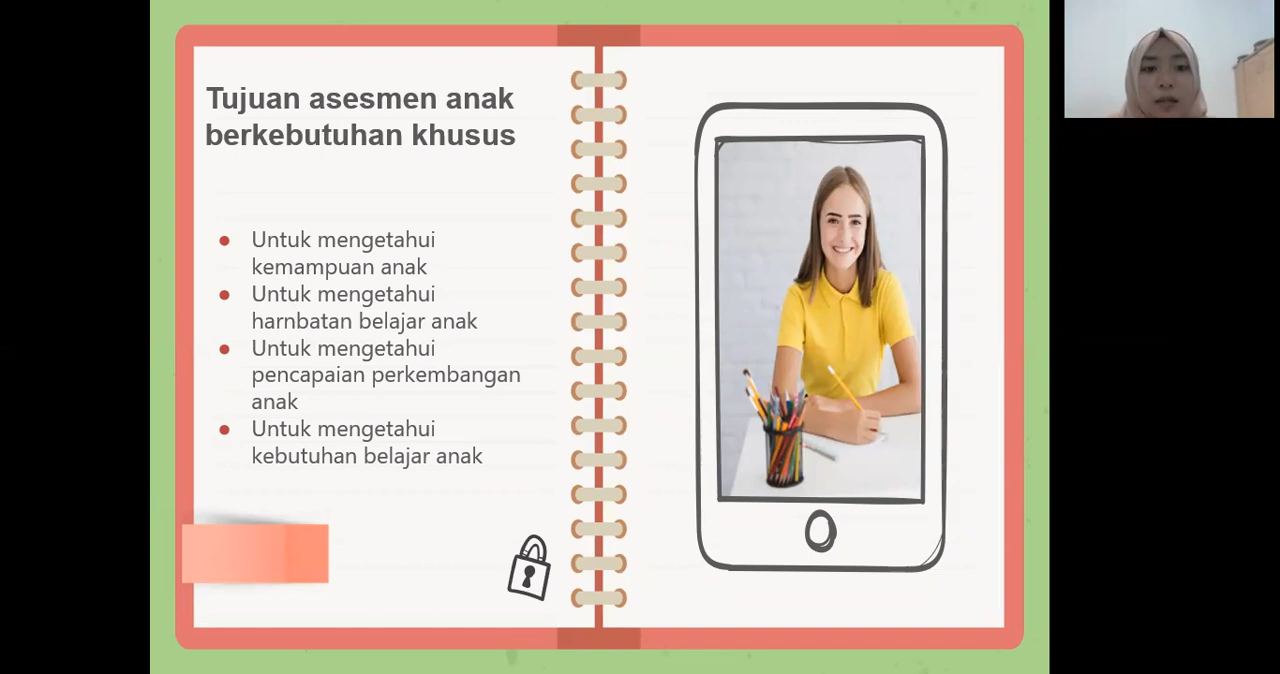 Tujuan asesmen anak
berkebutuhan khusus
● Untuk mengetahui
kemampuan anak
● Untuk mengetahui
harnbatan belajar anak
● Untuk mengetahui
pencapaian perkembangan
anak
● Untuk mengetahui
kebutuhan belajar anak